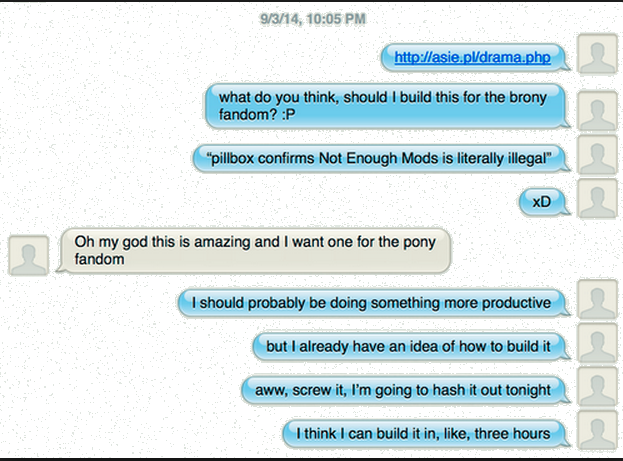 9/3/14, 10:05 PM
http://asie.pl/drama.php
what do you think, should I build this for the brony
fandom? :P
“pillbox confirms Not Enough Mods is literally illegal”
xD
Oh my god this is amazing and I want one for the pony
fandom
I should probably be doing something more productive
but I already have an idea of how to build it
aww, screw it, I’m going to hash it out tonight
I think I can build it in, like, three hours